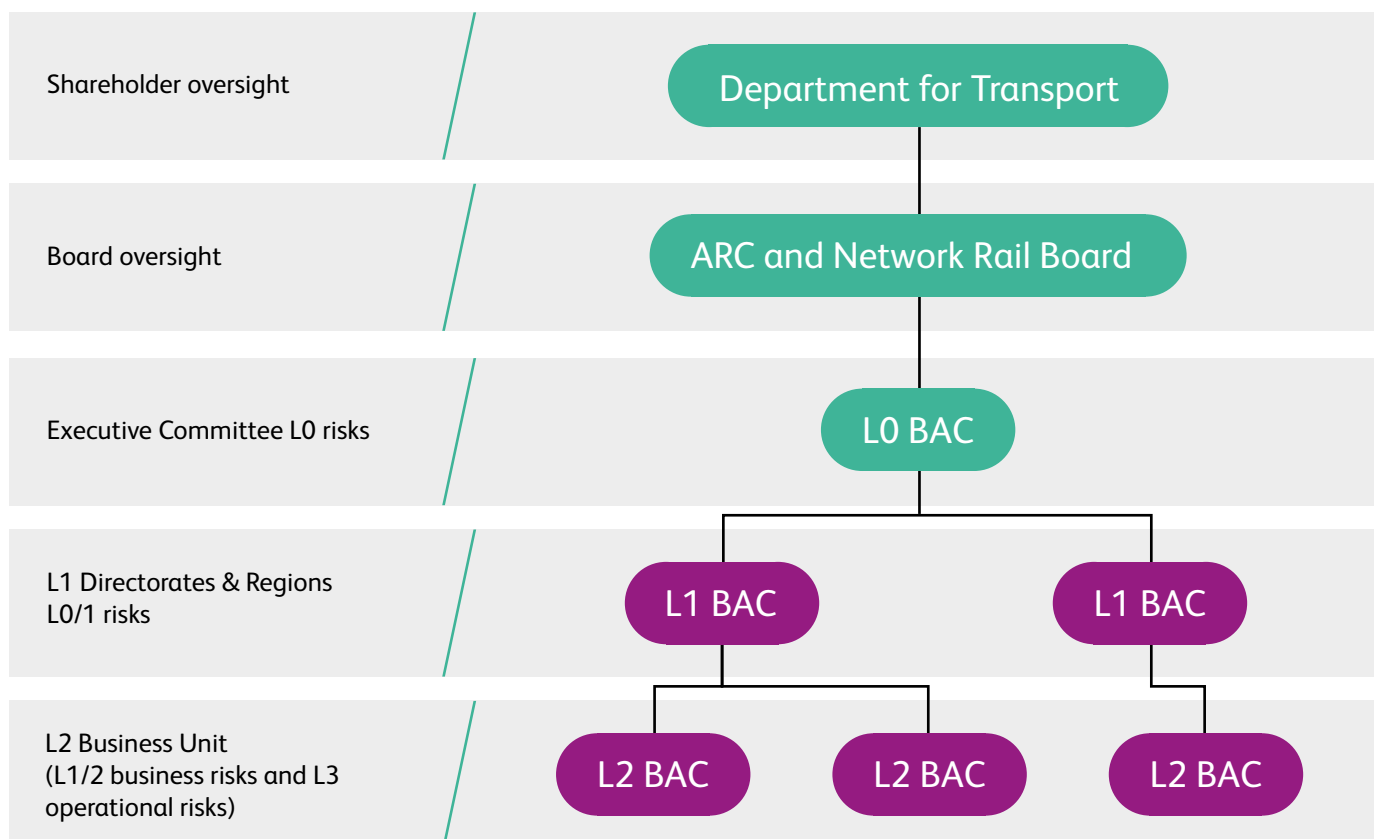 Shareholder oversight
Department for Transport
Board oversight
ARC and Network Rail Board
Executive Committee L0 risks
L0 BAC
L1 Directorates & Regions
L0/1 risks
L1 BAC
L1 BAC
L2 Business Unit
(L1/2 business risks and L3
operational risks)
L2 BAC
L2 BAC
L2 BAC